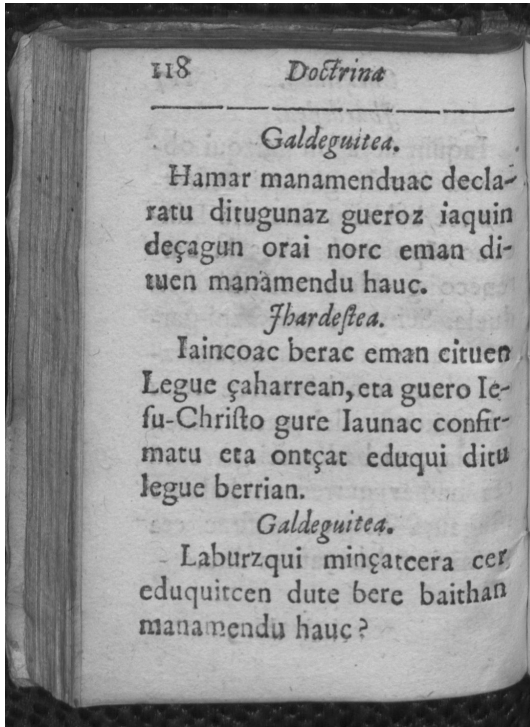 118 Doctrina
Galdeguitea.
Hamar manamenduac decla-
ratu ditugunaz gueroz iaquin
deçagun orai norc eman di-
tuen manamendu hauc.
Jhardeſtea.
Iaincoac berac eman cituen
Legue çaharrean, eta guero Ie-
ſu-Chriſto gure Iaunac confir-
matu eta ontçat eduqui ditu
legue berrian.
Galdeguitea.
Laburzqui minçatcera cer
eduquitcen dute bere baithan
manamendu hauc?